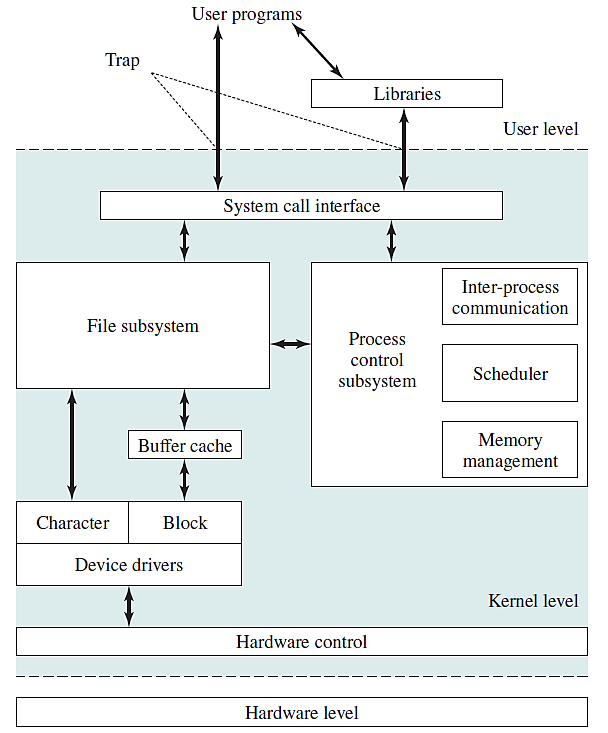 User programs
Trap
Libraries
User level
System call interface
File subsystem
Process
control
subsystem
Inter-process
communication
Scheduler
Memory
management
Buffer cache
Character
Block
Device drivers
Kernel level
Hardware control
Hardware level